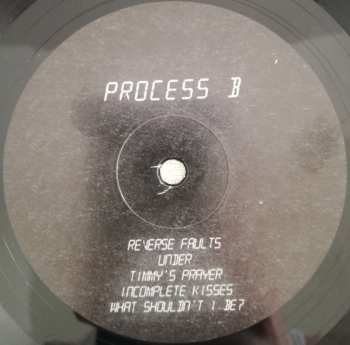 PROCESS B
REVERSE FAULTS
UNDER
TIMMY'S PRAYER
INCOMPLETE KISSES
WHAT SHOULDN'T I BE?